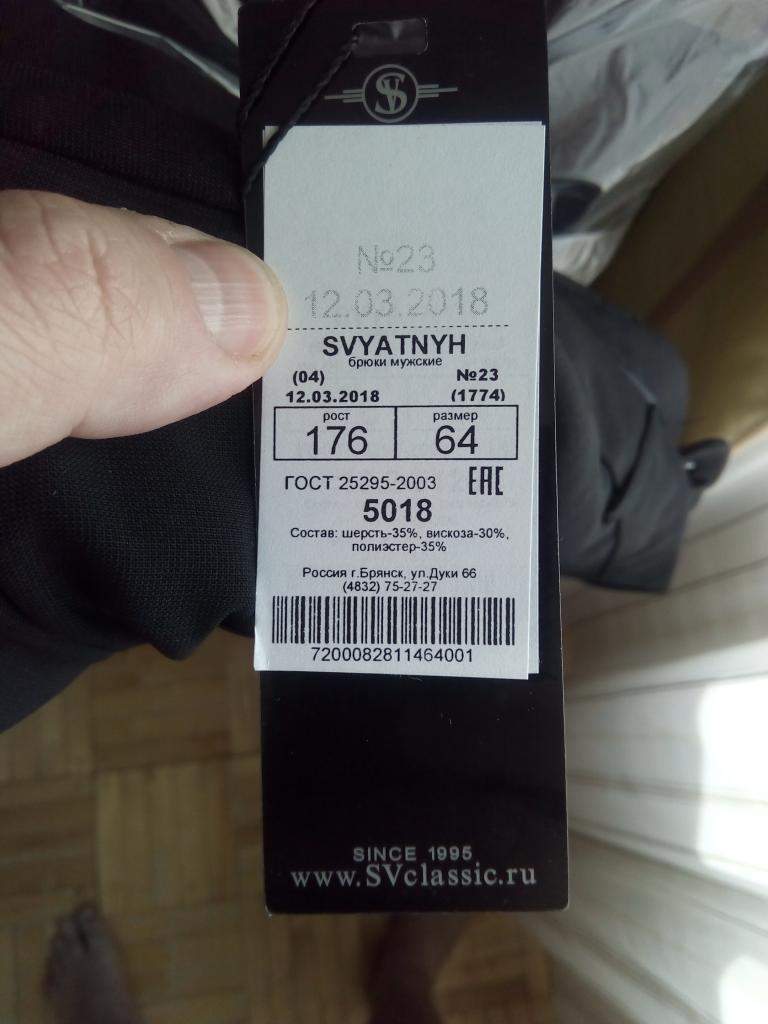 SV
№23
12.03.2018
SVYATNYH
брюки мужские
(04) №23
12.03.2018 (1774)
рост размер
176 64
ГОСТ 25295-2003 EAC
5018
Состав: шерсть-35%, вискоза-30%,
полиэстер-35%
Россия г.Брянск, ул.Дуки 66
(4832) 75-27-27
7200082811464001
SINCE 1995
www.SVclassic.ru